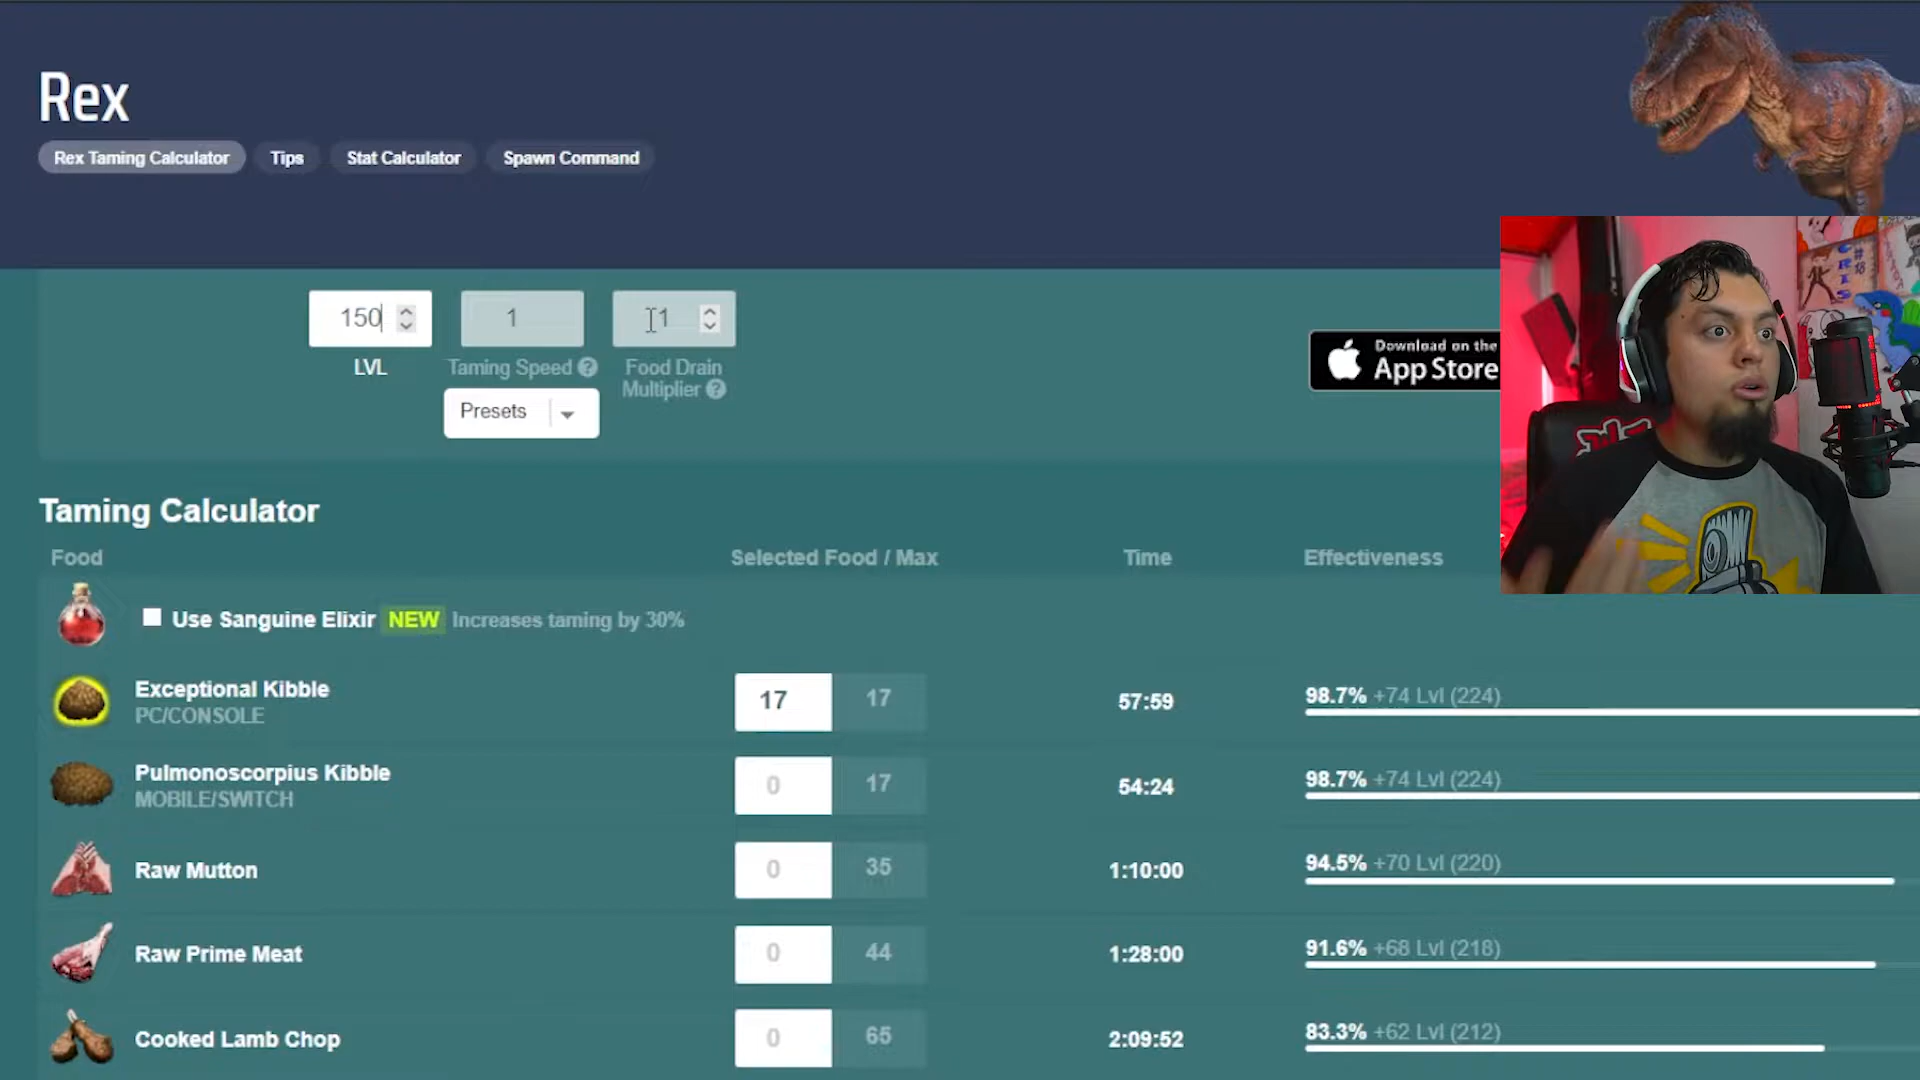 Rex
Rex Taming Calculator Tips Stat Calculator Spawn Command
150 1 1
LVL Taming Speed ? Food Drain Multiplier ?
Presets
Download on the
App Store
Taming Calculator
Food Selected Food / Max Time Effectiveness
Use Sanguine Elixir NEW Increases taming by 30%
Exceptional Kibble 17 17 57:59 98.7% +74 Lvl (224)
PC/CONSOLE
Pulmonoscorpius Kibble 0 17 54:24 98.7% +74 Lvl (224)
MOBILE/SWITCH
Raw Mutton 0 35 1:10:00 94.5% +70 Lvl (220)
Raw Prime Meat 0 44 1:28:00 91.6% +68 Lvl (218)
Cooked Lamb Chop 0 65 2:09:52 83.3% +62 Lvl (212)